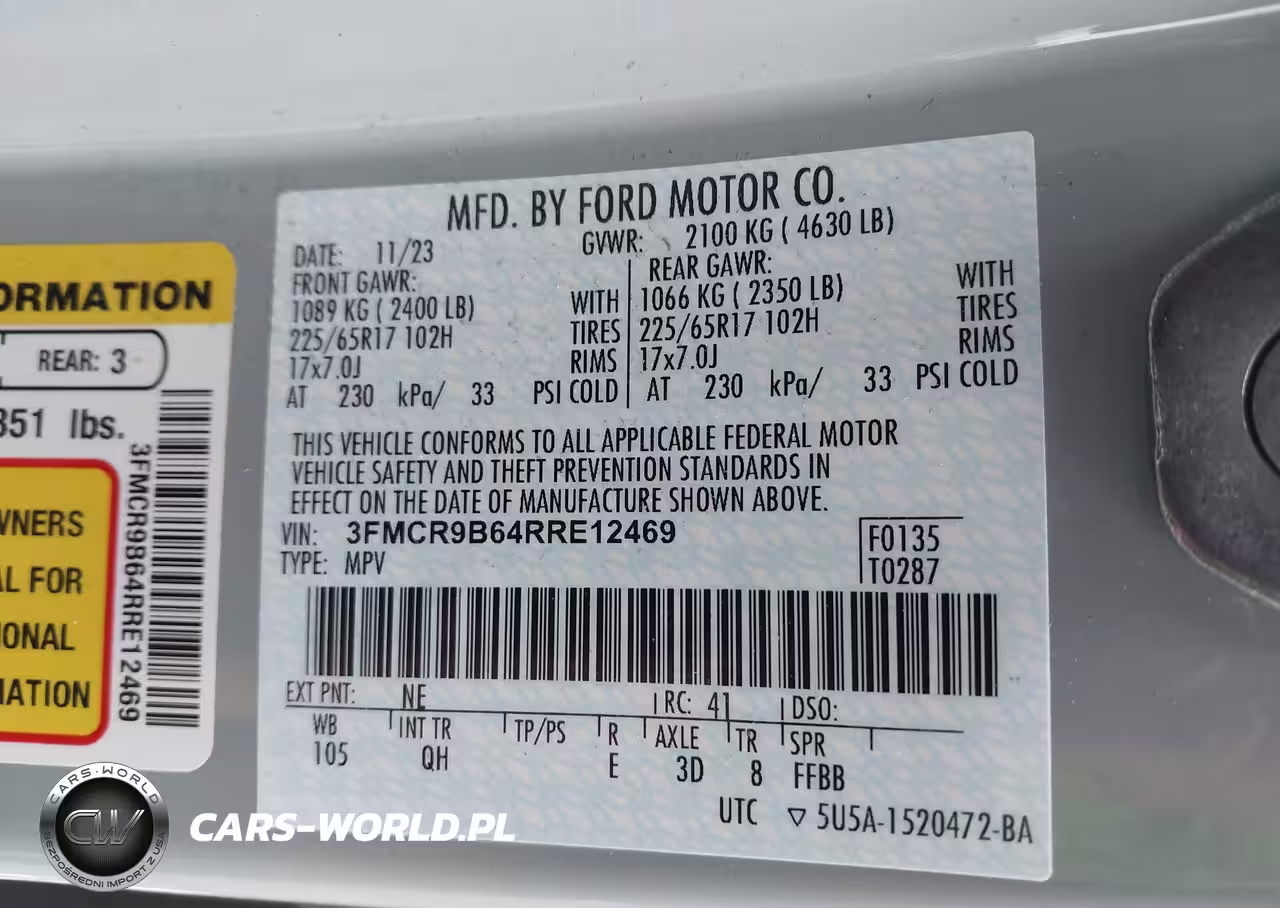 ORMATION
REAR: 3
351 lbs.
WNERS
AL FOR
IONAL
MATION
3FMCR9B64RRE12469
MFD. BY FORD MOTOR CO.
DATE: 11/23 GVWR: 2100 KG ( 4630 LB)
FRONT GAWR: REAR GAWR:
1089 KG ( 2400 LB) WITH 1066 KG ( 2350 LB) WITH
225/65R17 102H TIRES 225/65R17 102H TIRES
17x7.0J RIMS 17x7.0J RIMS
AT 230 kPa/ 33 PSI COLD AT 230 kPa/ 33 PSI COLD
THIS VEHICLE CONFORMS TO ALL APPLICABLE FEDERAL MOTOR
VEHICLE SAFETY AND THEFT PREVENTION STANDARDS IN
EFFECT ON THE DATE OF MANUFACTURE SHOWN ABOVE.
VIN: 3FMCR9B64RRE12469 F0135
TYPE: MPV T0287
EXT PNT: NE RC: 41 DSO:
WB INT TR TP/PS R AXLE TR SPR
105 QH E 3D 8 FFBB
UTC ▽ 5U5A-1520472-BA
CARS-WORLD
CW
BEZPOŚREDNI IMPORT Z USA
CARS-WORLD.PL